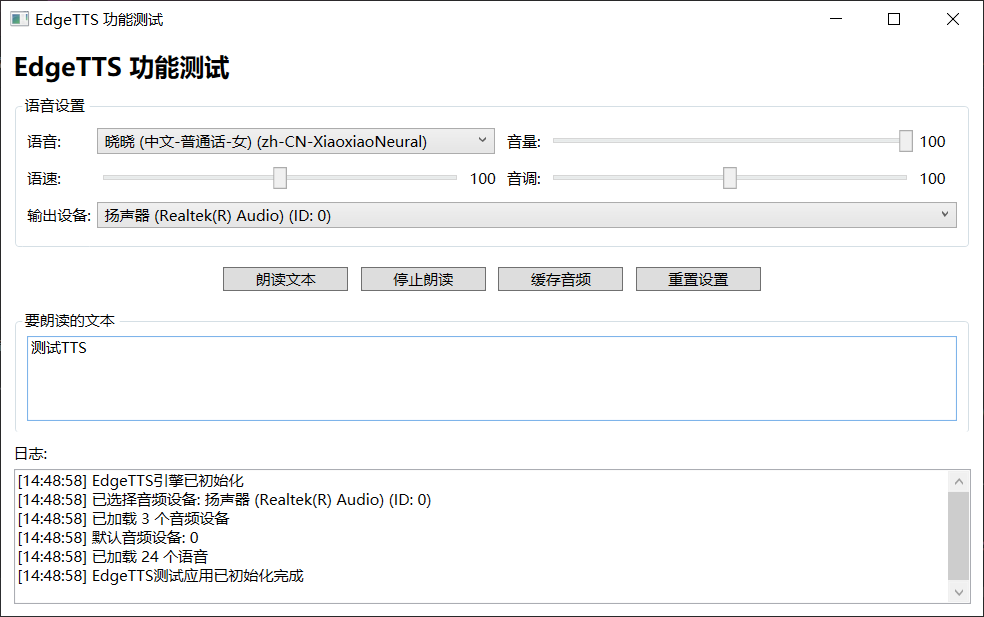 EdgeTTS 功能测试
EdgeTTS 功能测试
语音设置
语音: 晓晓 (中文-普通话-女) (zh-CN-XiaoxiaoNeural) 音量: 100
语速: 100 音调: 100
输出设备: 扬声器 (Realtek(R) Audio) (ID: 0)
朗读文本 停止朗读 缓存音频 重置设置
要朗读的文本
测试TTS
日志:
[14:48:58] EdgeTTS引擎已初始化
[14:48:58] 已选择音频设备: 扬声器 (Realtek(R) Audio) (ID: 0)
[14:48:58] 已加载 3 个音频设备
[14:48:58] 默认音频设备: 0
[14:48:58] 已加载 24 个语音
[14:48:58] EdgeTTS测试应用已初始化完成